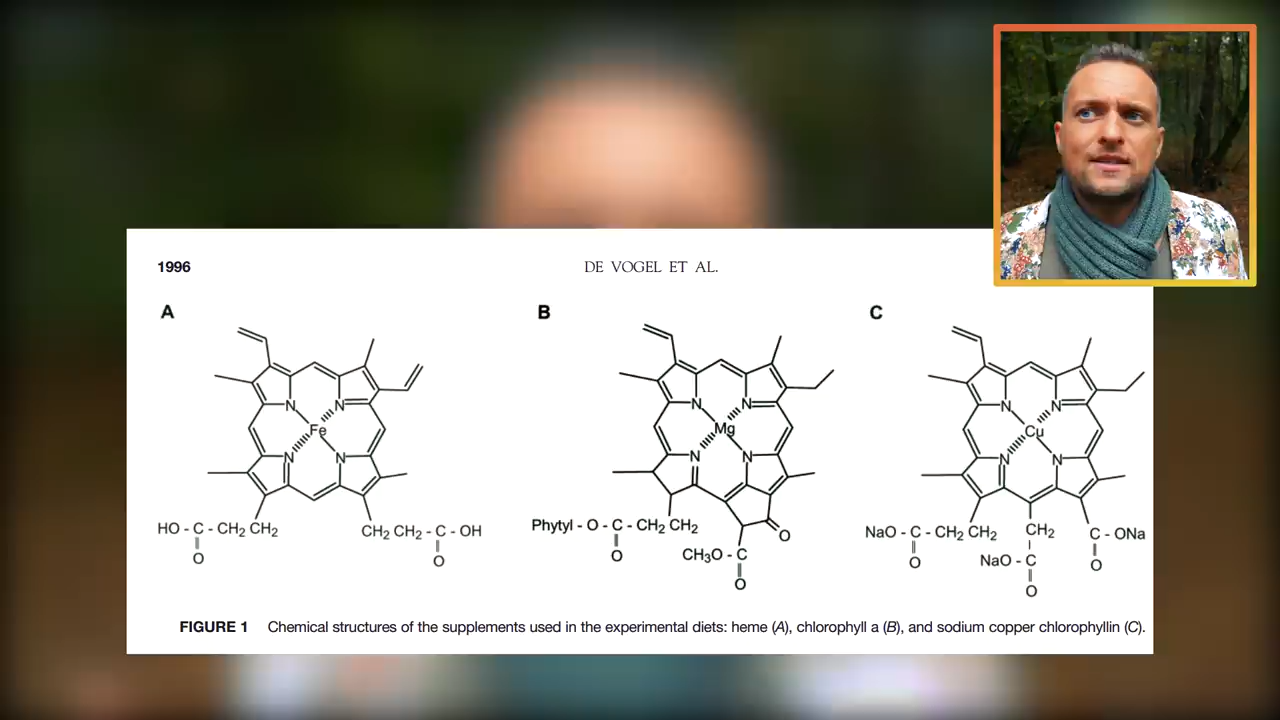 1996
DE VOGEL ET AL.
A
B
C
N
N
Fe
N
N
HO - C - CH₂ CH₂
O
CH₂ CH₂ - C - OH
O
N
N
Mg
N
N
Phytyl - O - C - CH₂ CH₂
O
O
CH₃O - C
O
N
N
Cu
N
N
NaO - C - CH₂ CH₂
O
CH₂
NaO - C
O
C - ONa
O
FIGURE 1 Chemical structures of the supplements used in the experimental diets: heme (A), chlorophyll a (B), and sodium copper chlorophyllin (C).